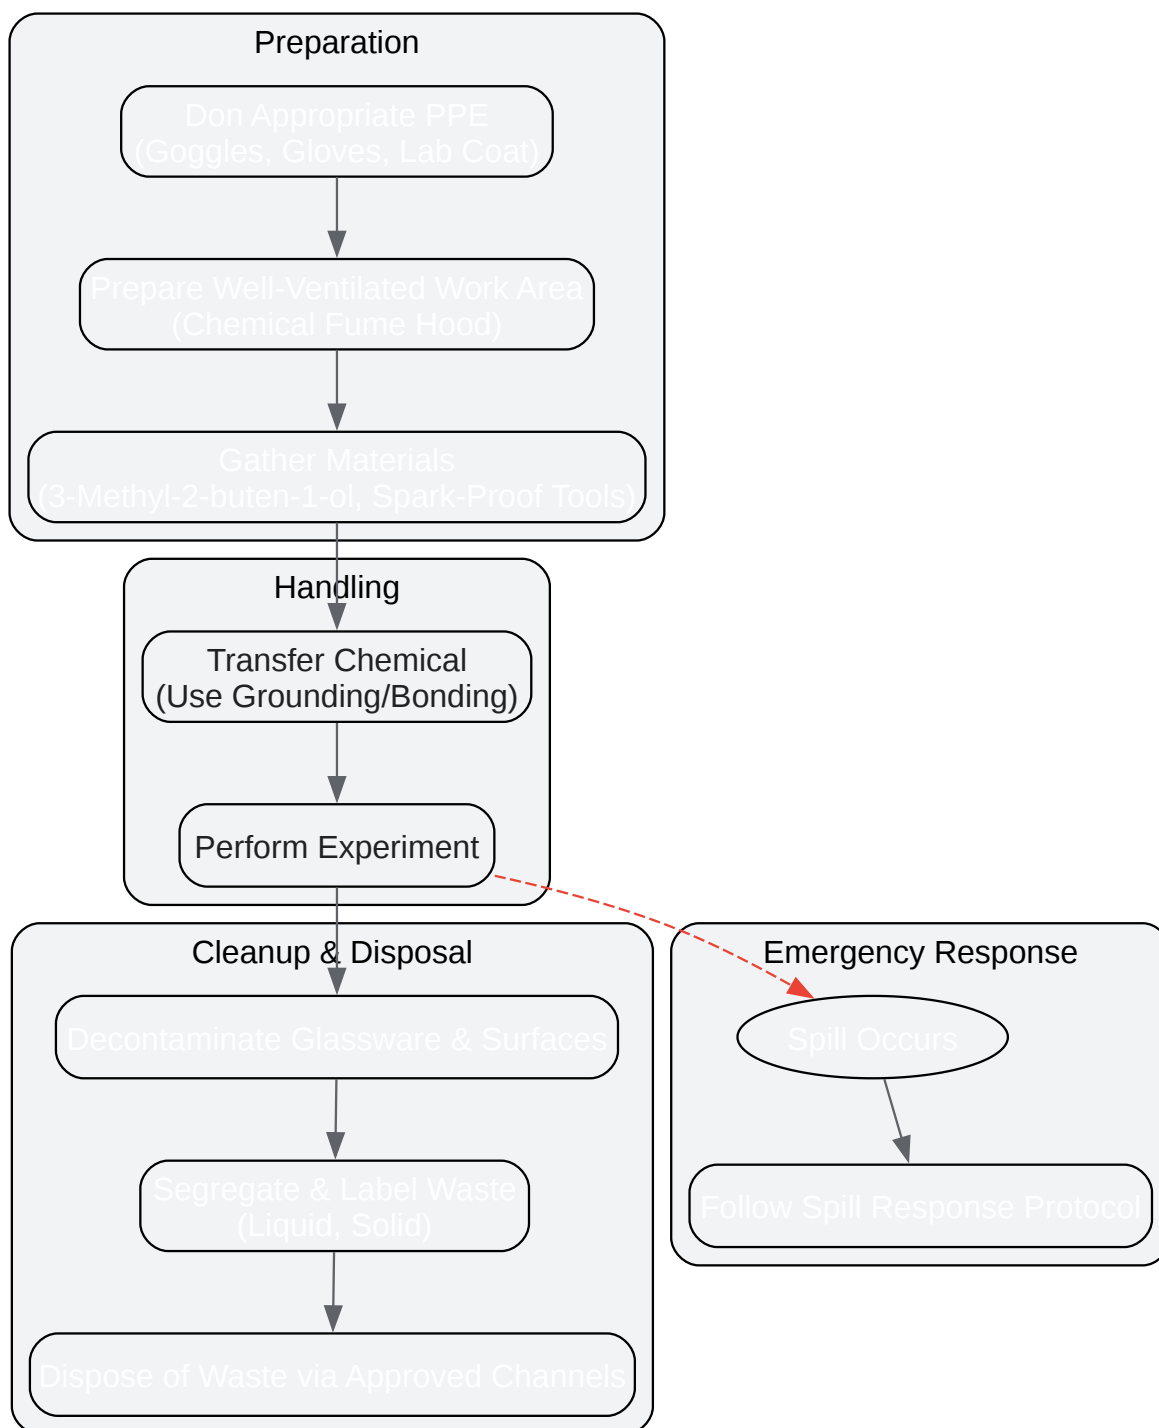 Preparation
Don Appropriate PPE
(Goggles, Gloves, Lab Coat)
Prepare Well-Ventilated Work Area
(Chemical Fume Hood)
Gather Materials
(3-Methyl-2-buten-1-ol, Spark-Proof Tools)
Handling
Transfer Chemical
(Use Grounding/Bonding)
Perform Experiment
Cleanup & Disposal
Decontaminate Glassware & Surfaces
Segregate & Label Waste
(Liquid, Solid)
Dispose of Waste via Approved Channels
Emergency Response
Spill Occurs
Follow Spill Response Protocol